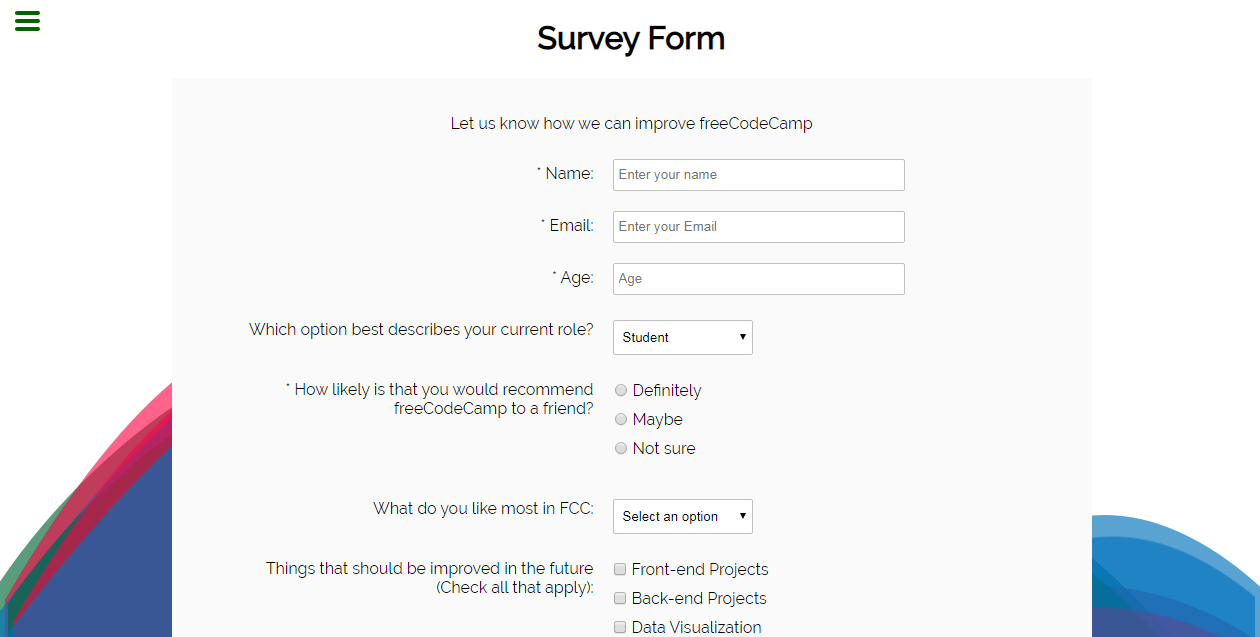 Survey Form
Let us know how we can improve freeCodeCamp
* Name:
Enter your name
* Email:
Enter your Email
* Age:
Age
Which option best describes your current role?
Student
* How likely is that you would recommend
freeCodeCamp to a friend?
Definitely
Maybe
Not sure
What do you like most in FCC:
Select an option
Things that should be improved in the future
(Check all that apply):
Front-end Projects
Back-end Projects
Data Visualization